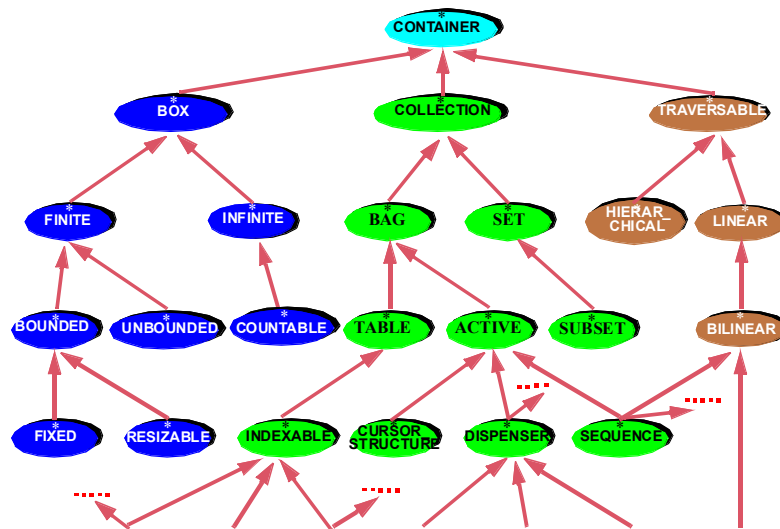 *
CONTAINER
*
BOX
*
COLLECTION
*
TRAVERSABLE
*
FINITE
*
INFINITE
*
BAG
*
SET
*
HIERAR_
CHICAL
*
LINEAR
*
BOUNDED
*
UNBOUNDED
*
COUNTABLE
*
TABLE
*
ACTIVE
*
SUBSET
*
BILINEAR
*
FIXED
*
RESIZABLE
*
INDEXABLE
*
CURSOR_
STRUCTURE
*
DISPENSER
*
SEQUENCE